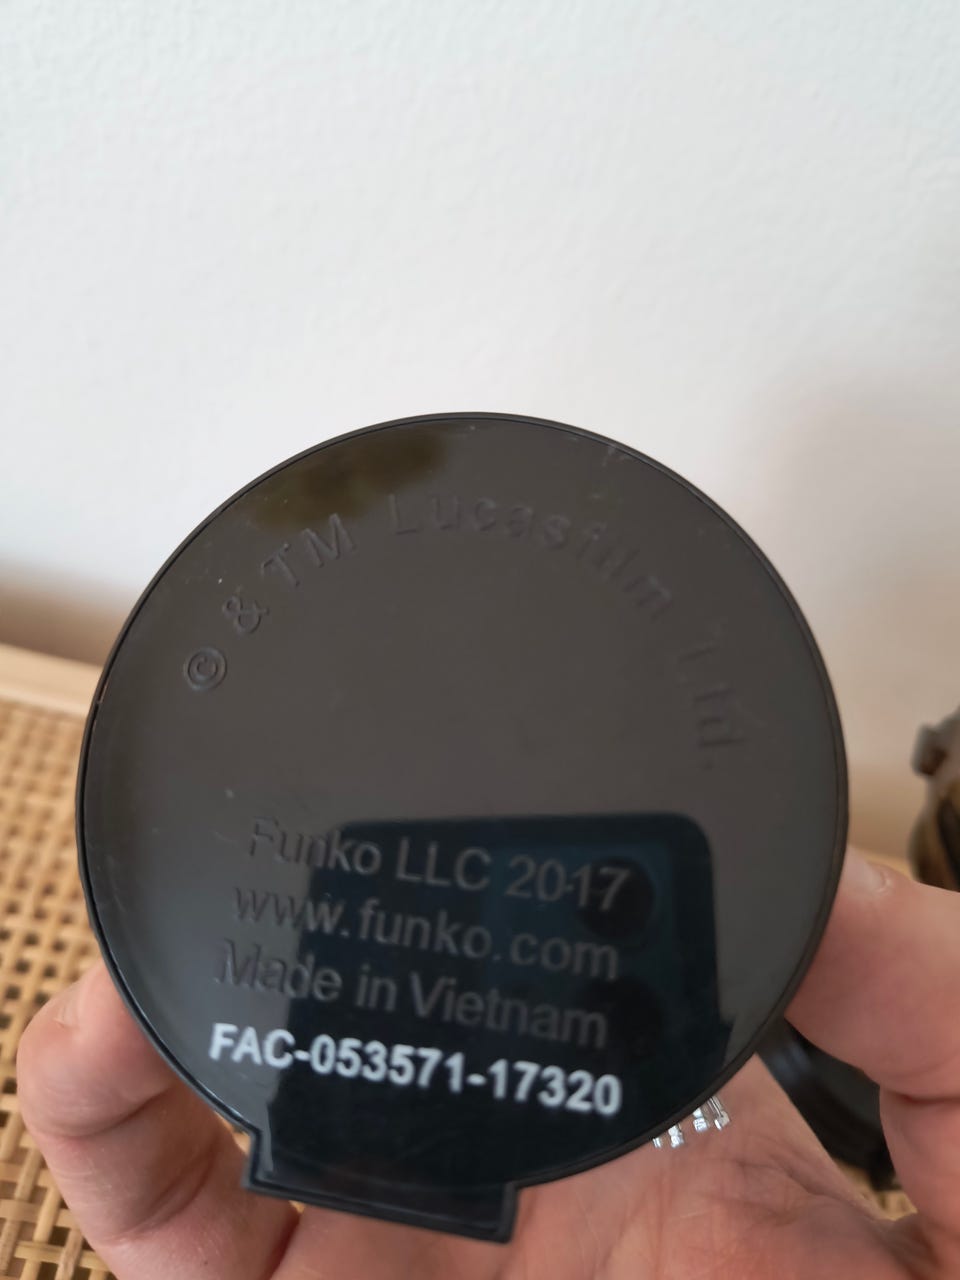 © & TM Lucasfilm Ltd.
Funko LLC 2017
www.funko.com
Made in Vietnam
FAC-053571-17320